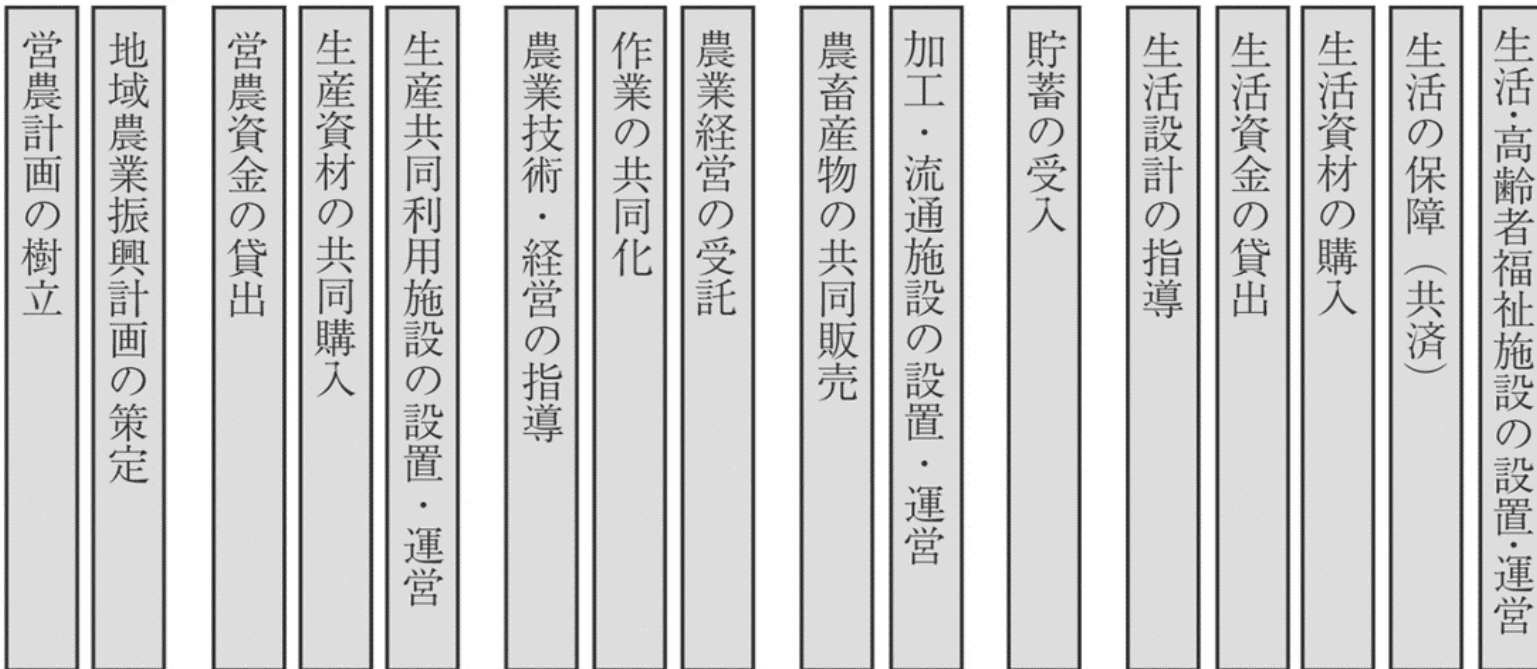 営農計画の樹立
地域農業振興計画の策定
営農資金の貸出
生産資材の共同購入
生産共同利用施設の設置・運営
農業技術・経営の指導
作業の共同化
農業経営の受託
農畜産物の共同販売
加工・流通施設の設置・運営
貯蓄の受入
生活設計の指導
生活資金の貸出
生活資材の購入
生活の保障（共済）
生活・高齢者福祉施設の設置・運営